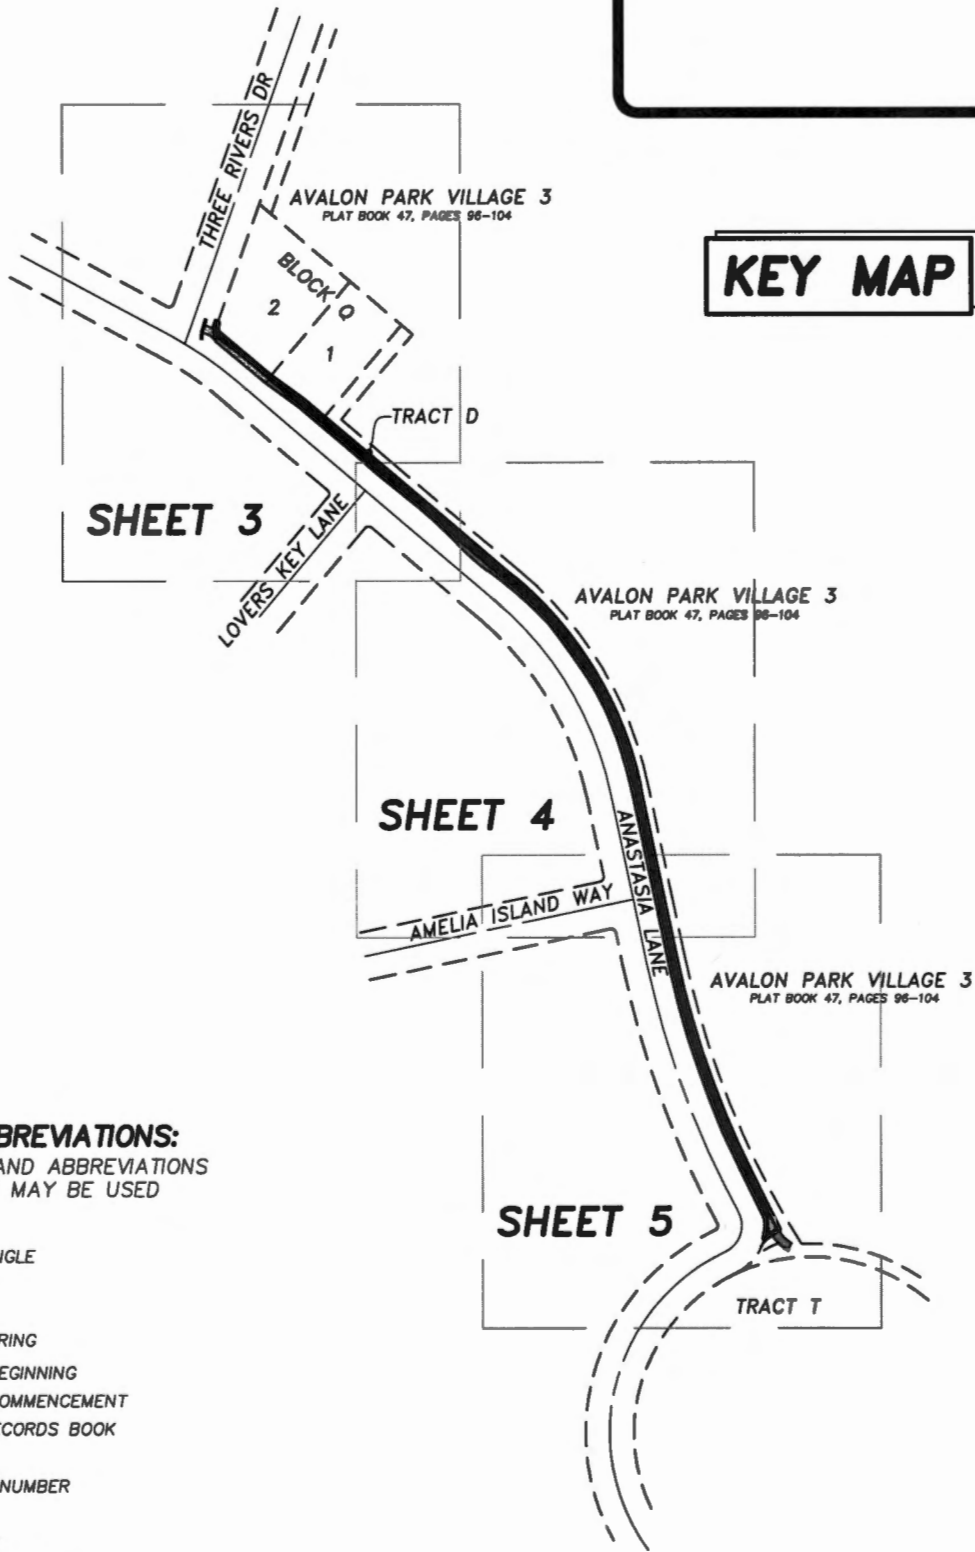 THREE RIVERS DR
AVALON PARK VILLAGE 3
PLAT BOOK 47, PAGES 96-104
KEY MAP
BLOCK Q
2
1
TRACT D
SHEET 3
LOVERS KEY LANE
AVALON PARK VILLAGE 3
PLAT BOOK 47, PAGES 96-104
SHEET 4
ANASTASIA LANE
AMELIA ISLAND WAY
AVALON PARK VILLAGE 3
PLAT BOOK 47, PAGES 96-104
BREVIATIONS:
AND ABBREVIATIONS
MAY BE USED
SHEET 5
NGLE
TRACT T
RING
EGINNING
OMMENCEMENT
ECORDS BOOK
NUMBER